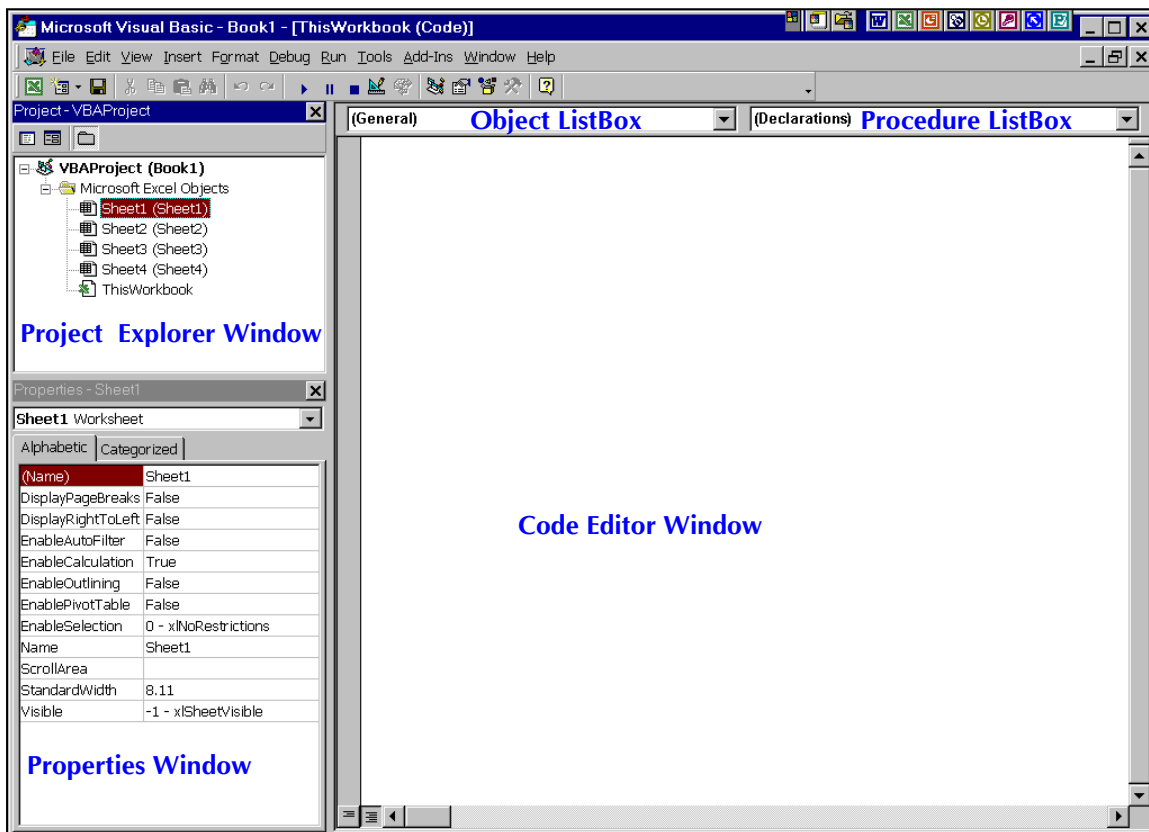 Microsoft Visual Basic - Book1 - [ThisWorkbook (Code)]
File Edit View Insert Format Debug Run Tools Add-Ins Window Help
Project - VBAProject
(General) Object ListBox
(Declarations) Procedure ListBox
VBAProject (Book1)
Microsoft Excel Objects
Sheet1 (Sheet1)
Sheet2 (Sheet2)
Sheet3 (Sheet3)
Sheet4 (Sheet4)
ThisWorkbook
Project Explorer Window
Properties - Sheet1
Sheet1 Worksheet
Alphabetic Categorized
(Name) Sheet1
DisplayPageBreaks False
DisplayRightToLeft False
EnableAutoFilter False
EnableCalculation True
EnableOutlining False
EnablePivotTable False
EnableSelection 0 - xlNoRestrictions
Name Sheet1
ScrollArea
StandardWidth 8.11
Visible -1 - xlSheetVisible
Properties Window
Code Editor Window